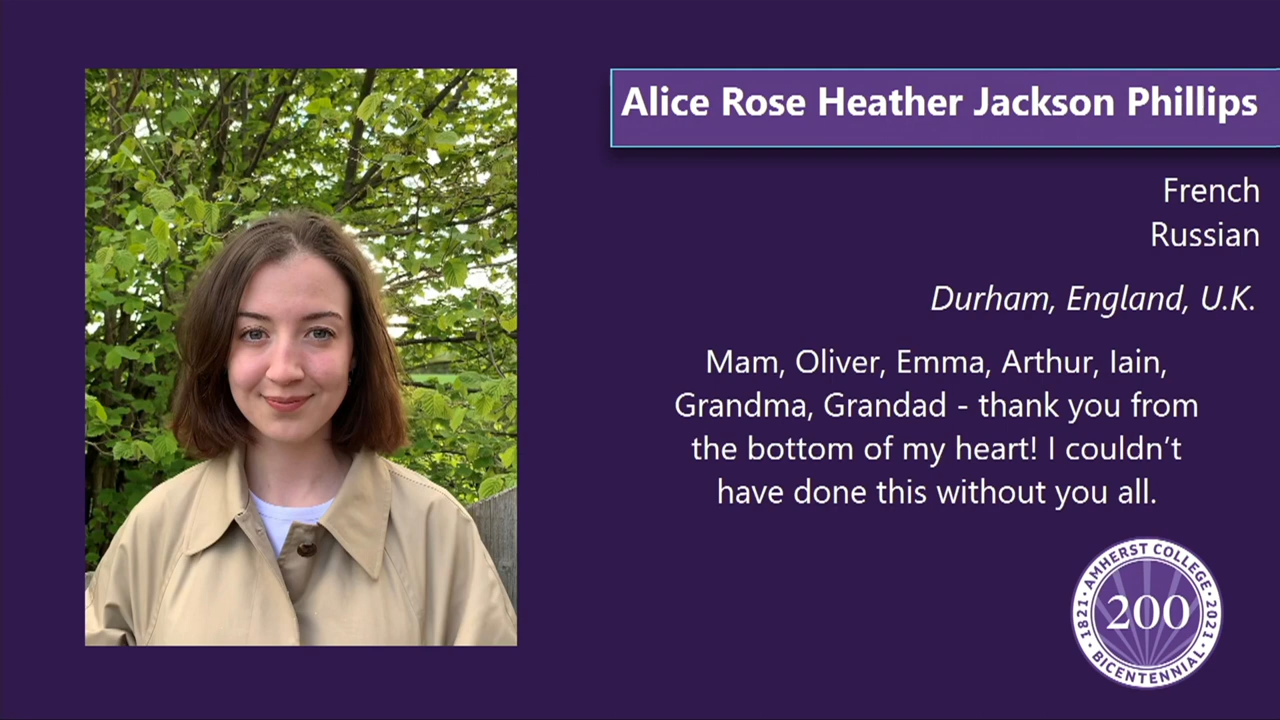 Alice Rose Heather Jackson Phillips
French
Russian
Durham, England, U.K.
Mam, Oliver, Emma, Arthur, Iain,
Grandma, Grandad - thank you from
the bottom of my heart! I couldn't
have done this without you all.
AMHERST COLLEGE
1821
200
2021
BICENTENNIAL